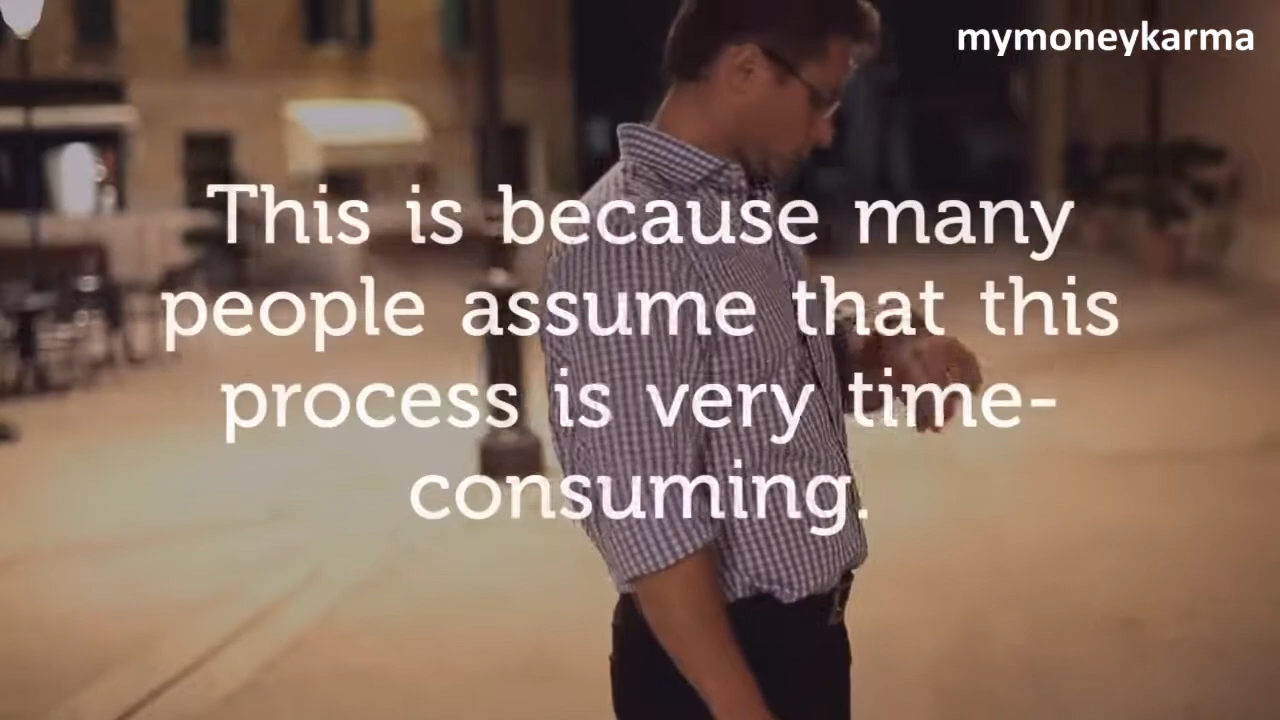 mymoneykarma
This is because many
people assume that this
process is very time-
consuming.